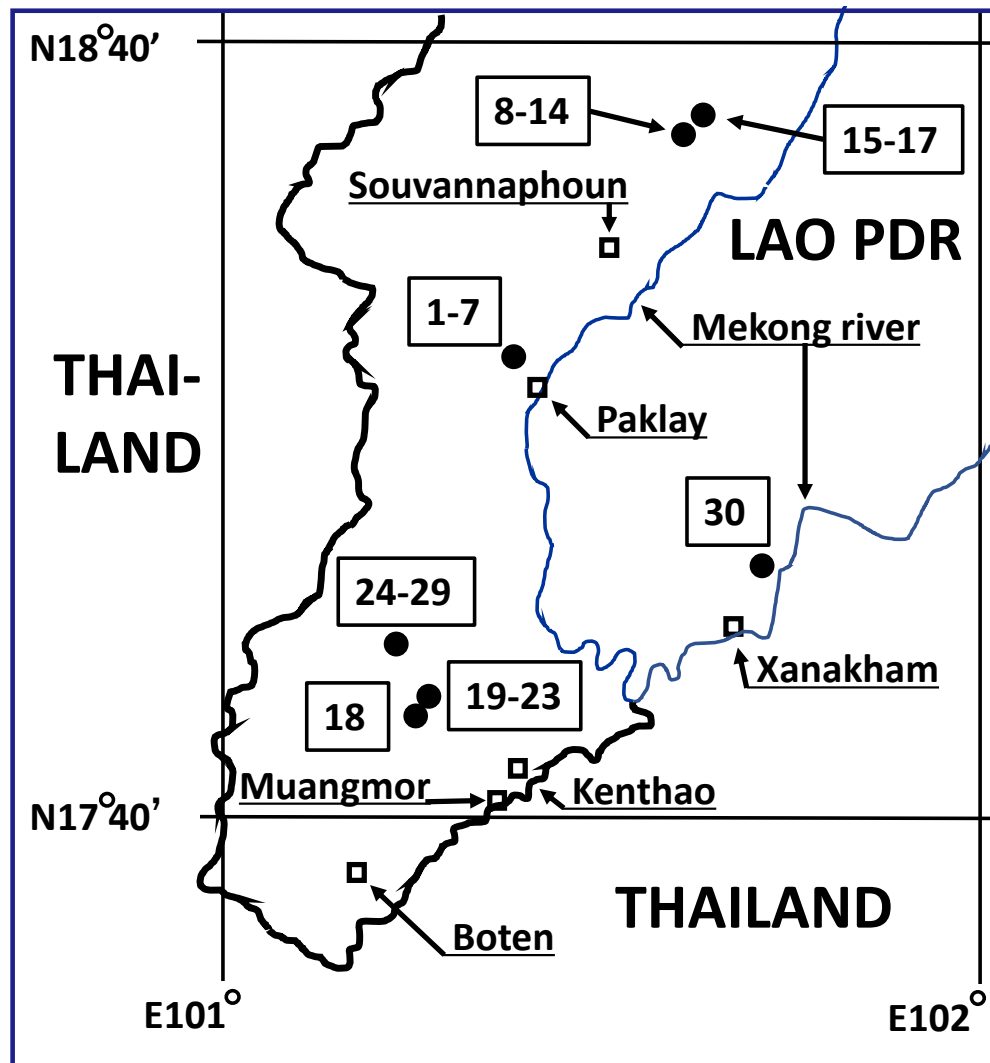 N18°40’
8-14
15-17
Souvannaphoun
LAO PDR
1-7
Mekong river
THAI-
LAND
Paklay
30
24-29
Xanakham
19-23
18
Muangmor
Kenthao
N17°40’
THAILAND
Boten
E101°
E102°